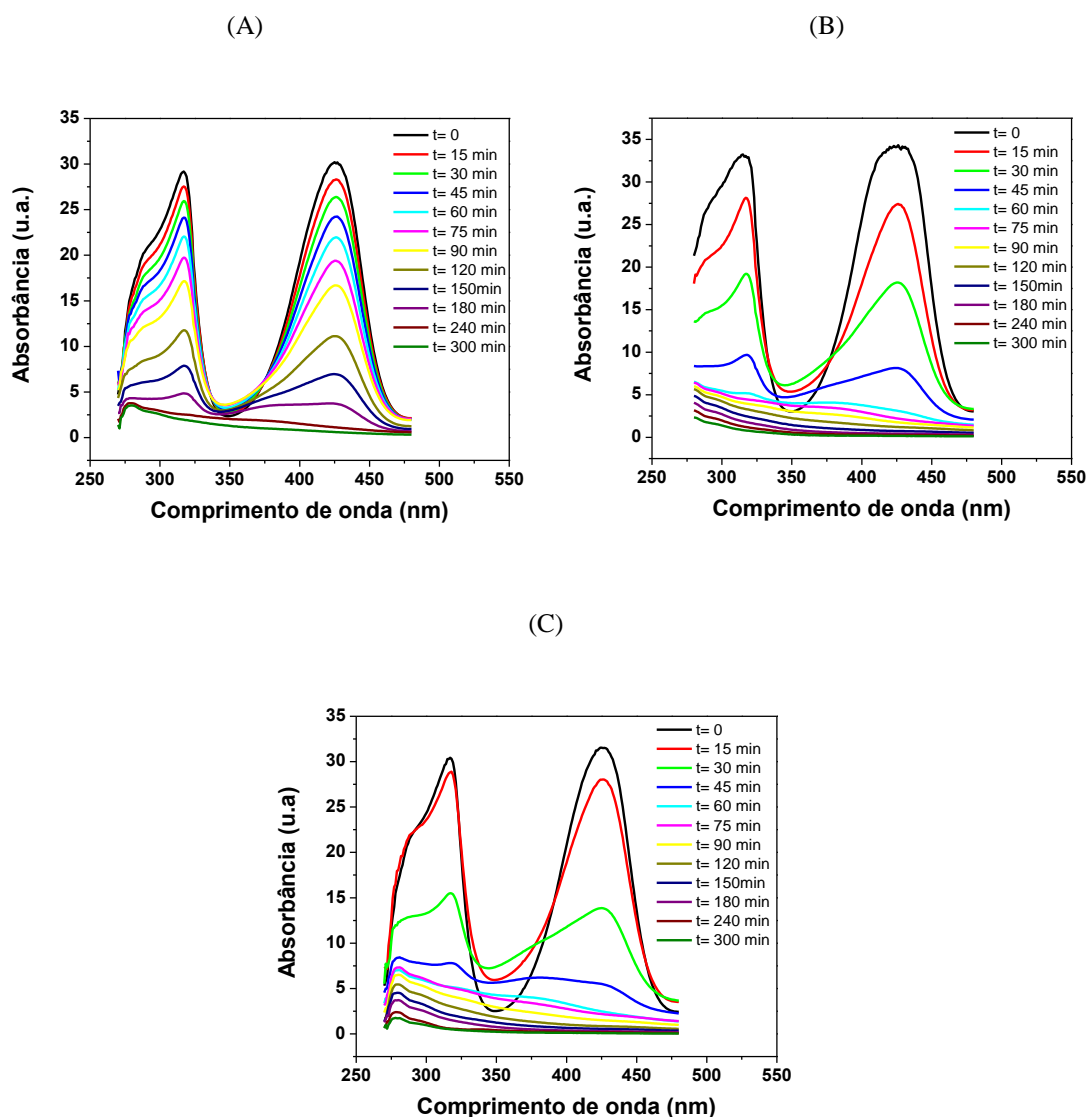 (A)
35
30
25
20
15
10
5
0
Absorbância (u.a.)
t= 0
t= 15 min
t= 30 min
t= 45 min
t= 60 min
t= 75 min
t= 90 min
t= 120 min
t= 150min
t= 180 min
t= 240 min
t= 300 min
250 300 350 400 450 500 550
Comprimento de onda (nm)
(B)
35
30
25
20
15
10
5
0
Absorbância (u.a.)
t= 0
t= 15 min
t= 30 min
t= 45 min
t= 60 min
t= 75 min
t= 90 min
t= 120 min
t= 150min
t= 180 min
t= 240 min
t= 300 min
250 300 350 400 450 500 550
Comprimento de onda (nm)
(C)
35
30
25
20
15
10
5
0
Absorbância (u.a)
t= 0
t= 15 min
t= 30 min
t= 45 min
t= 60 min
t= 75 min
t= 90 min
t= 120 min
t= 150min
t= 180 min
t= 240 min
t= 300 min
250 300 350 400 450 500 550
Comprimento de onda (nm)